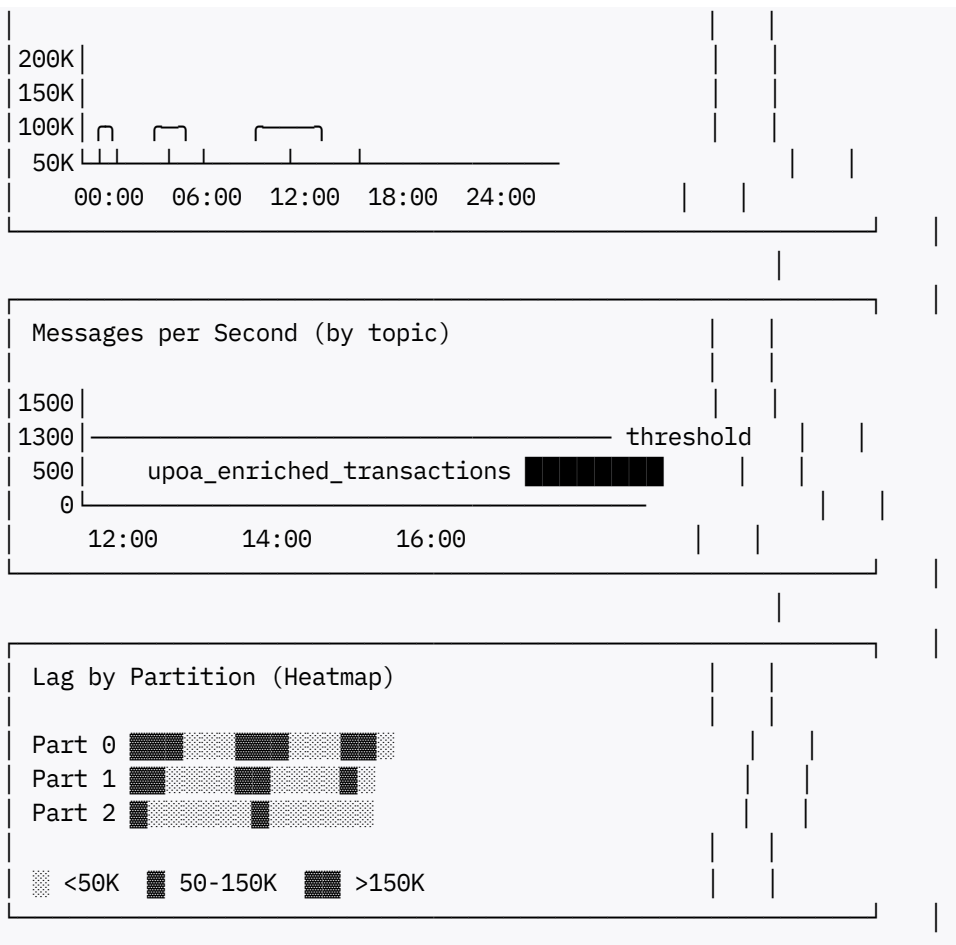 200K
150K
100K
50K
00:00 06:00 12:00 18:00 24:00
Messages per Second (by topic)
1500
1300 threshold
500 upoa_enriched_transactions
0
12:00 14:00 16:00
Lag by Partition (Heatmap)
Part 0
Part 1
Part 2
<50K 50-150K >150K